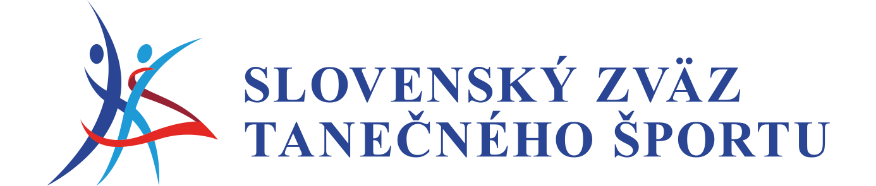 SLOVENSKÝ ZVÄZ
TANEČNÉHO ŠPORTU